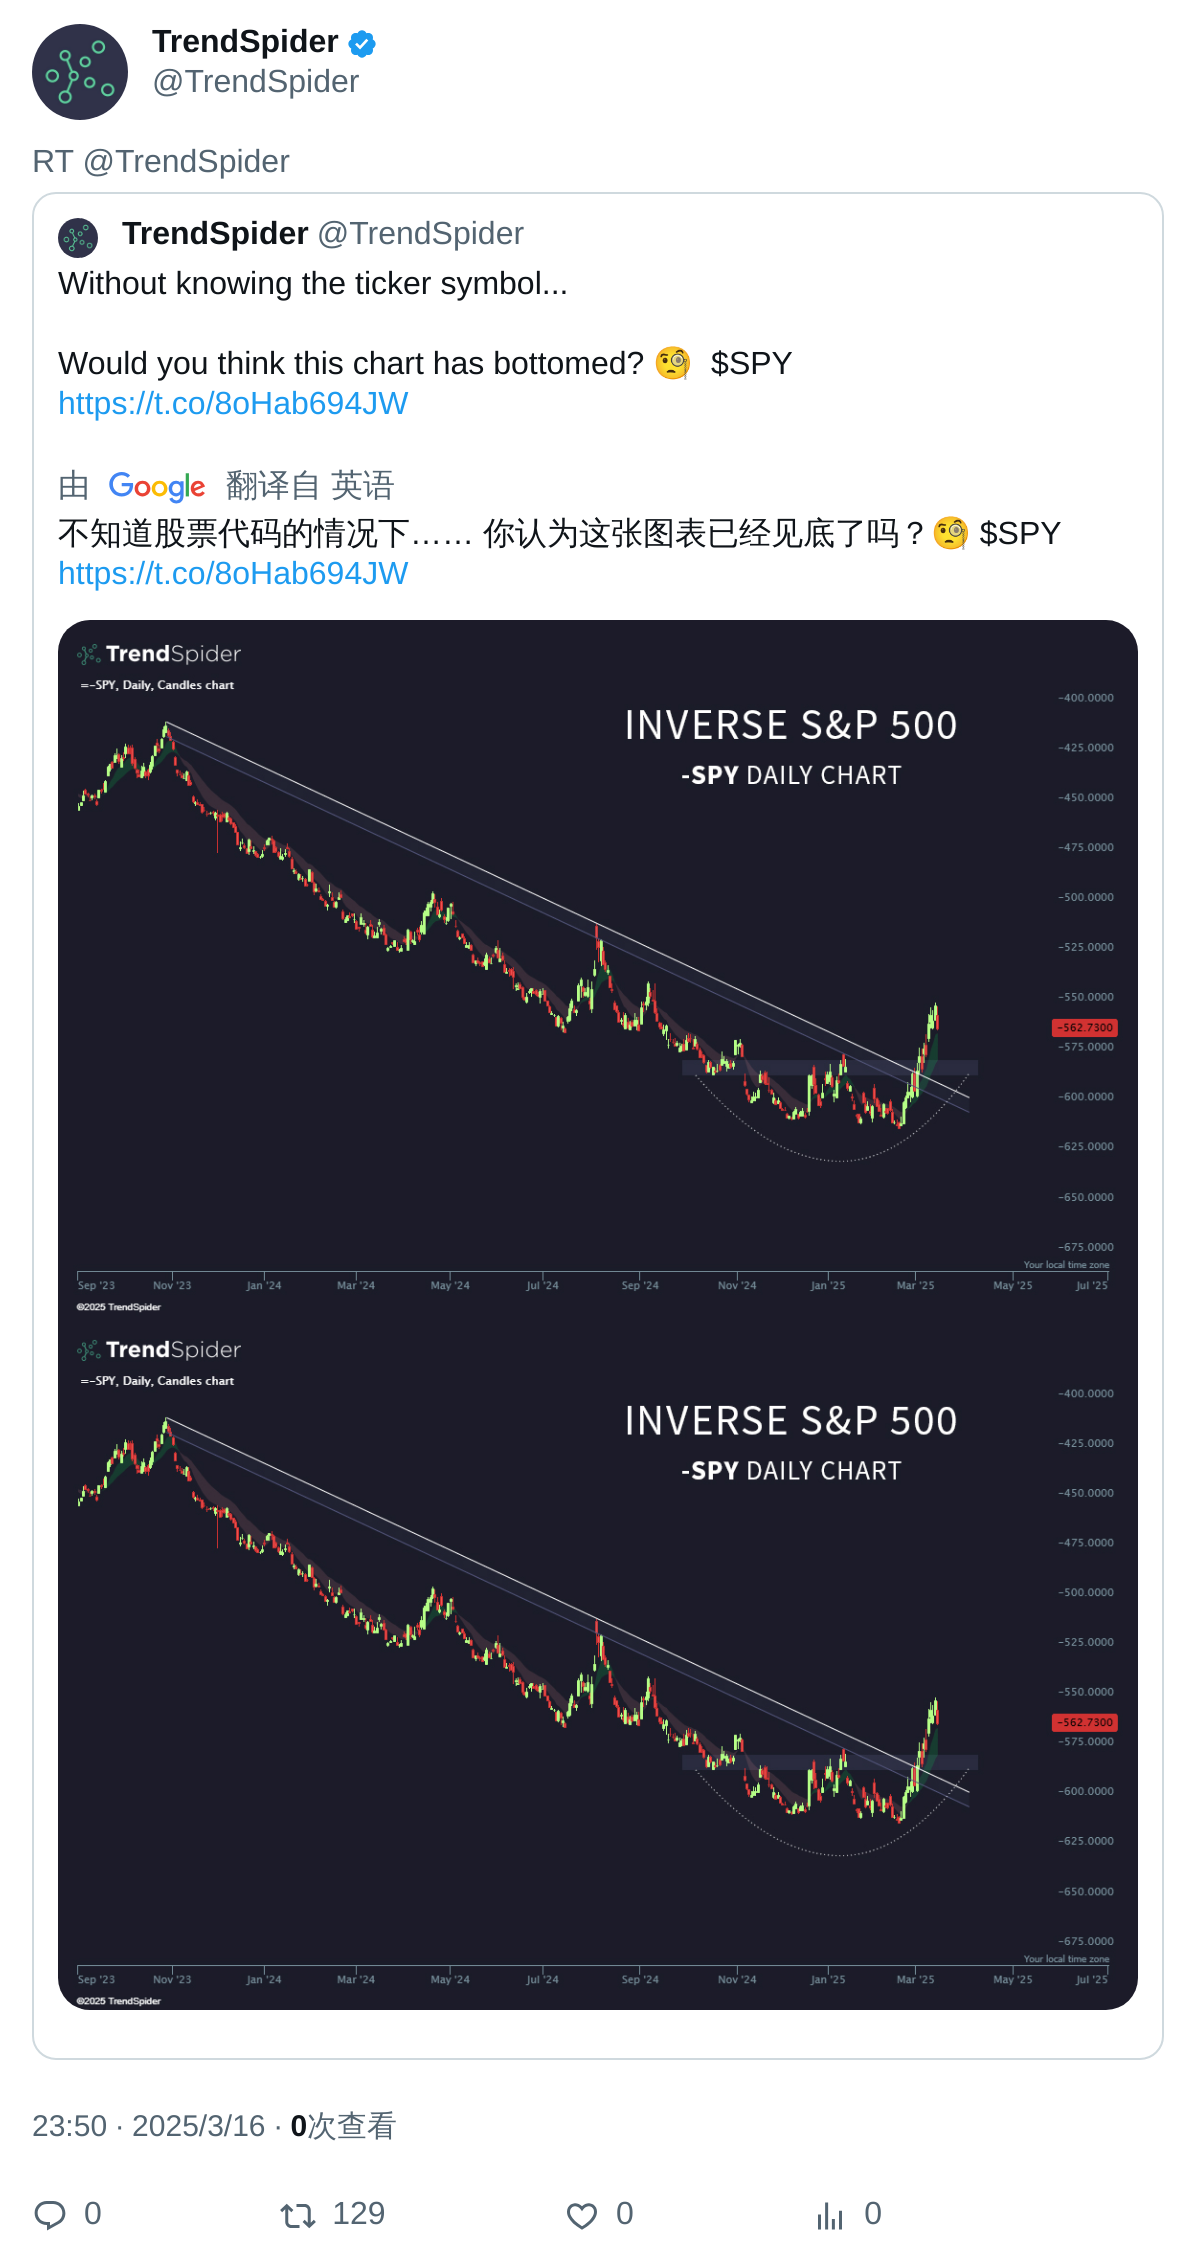 TrendSpider
@TrendSpider
RT @TrendSpider
TrendSpider @TrendSpider
Without knowing the ticker symbol...
Would you think this chart has bottomed? 🧐 $SPY
https://t.co/8oHab694JW
由 Google 翻译自 英语
不知道股票代码的情况下…… 你认为这张图表已经见底了吗？🧐 $SPY
https://t.co/8oHab694JW
TrendSpider
=-SPY, Daily, Candles chart
INVERSE S&P 500
-SPY DAILY CHART
-400.0000
-425.0000
-450.0000
-475.0000
-500.0000
-525.0000
-550.0000
-562.7300
-575.0000
-600.0000
-625.0000
-650.0000
-675.0000
Your local time zone
Sep '23 Nov '23 Jan '24 Mar '24 May '24 Jul '24 Sep '24 Nov '24 Jan '25 Mar '25 May '25 Jul '25
©2025 TrendSpider
TrendSpider
=-SPY, Daily, Candles chart
INVERSE S&P 500
-SPY DAILY CHART
-400.0000
-425.0000
-450.0000
-475.0000
-500.0000
-525.0000
-550.0000
-562.7300
-575.0000
-600.0000
-625.0000
-650.0000
-675.0000
Your local time zone
Sep '23 Nov '23 Jan '24 Mar '24 May '24 Jul '24 Sep '24 Nov '24 Jan '25 Mar '25 May '25 Jul '25
©2025 TrendSpider
23:50 · 2025/3/16 · 0次查看
0 129 0 0